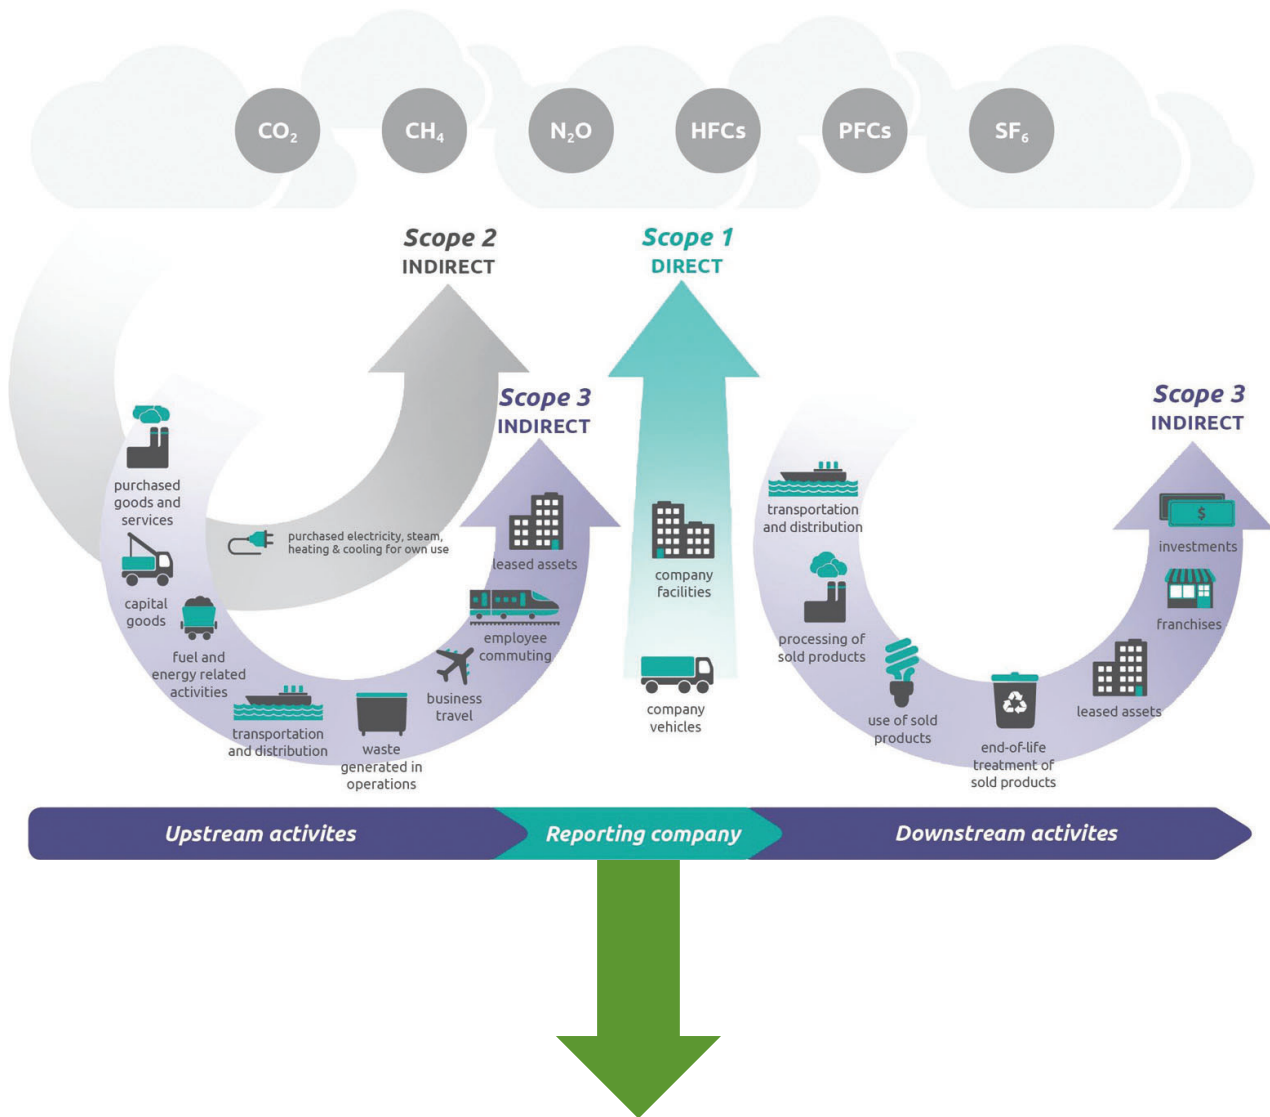 CO₂
CH₄
N₂O
HFCs
PFCs
SF₆
Scope 2
INDIRECT
Scope 1
DIRECT
Scope 3
INDIRECT
Scope 3
INDIRECT
purchased
goods and
services
capital
goods
fuel and
energy related
activities
transportation
and distribution
waste
generated in
operations
business
travel
employee
commuting
leased assets
purchased electricity, steam,
heating & cooling for own use
company
facilities
company
vehicles
transportation
and distribution
processing of
sold products
use of sold
products
end-of-life
treatment of
sold products
leased assets
franchises
investments
$
Upstream activites
Reporting company
Downstream activites